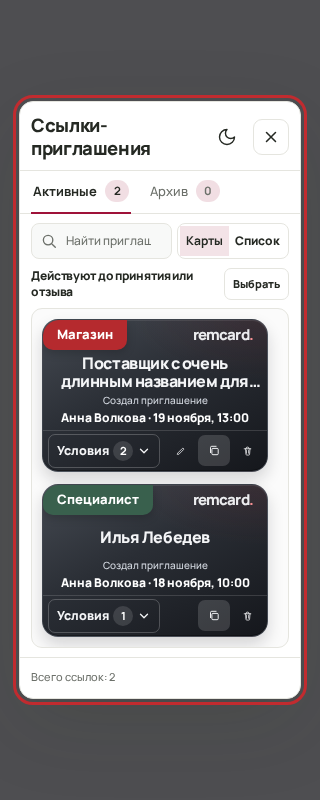 Ссылки-
приглашения
Активные 2 Архив 0
Найти приглаш Карты Список
Действуют до принятия или
отзыва
Выбрать
Магазин remcard.
Поставщик с очень
длинным названием для...
Создал приглашение
Анна Волкова · 19 ноября, 13:00
Условия 2
Специалист remcard.
Илья Лебедев
Создал приглашение
Анна Волкова · 18 ноября, 10:00
Условия 1
Всего ссылок: 2